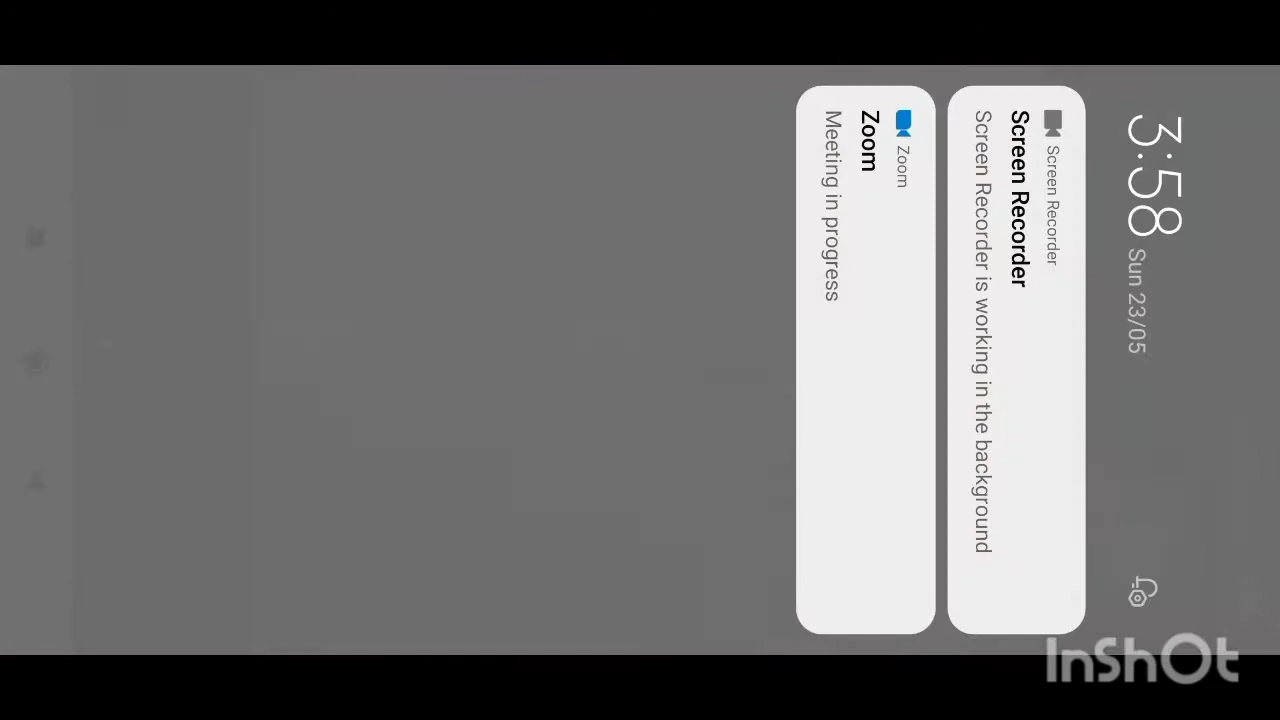 3:58 Sun 23/05
Screen Recorder
Screen Recorder
Screen Recorder is working in the background
Zoom
Zoom
Meeting in progress
InShOt